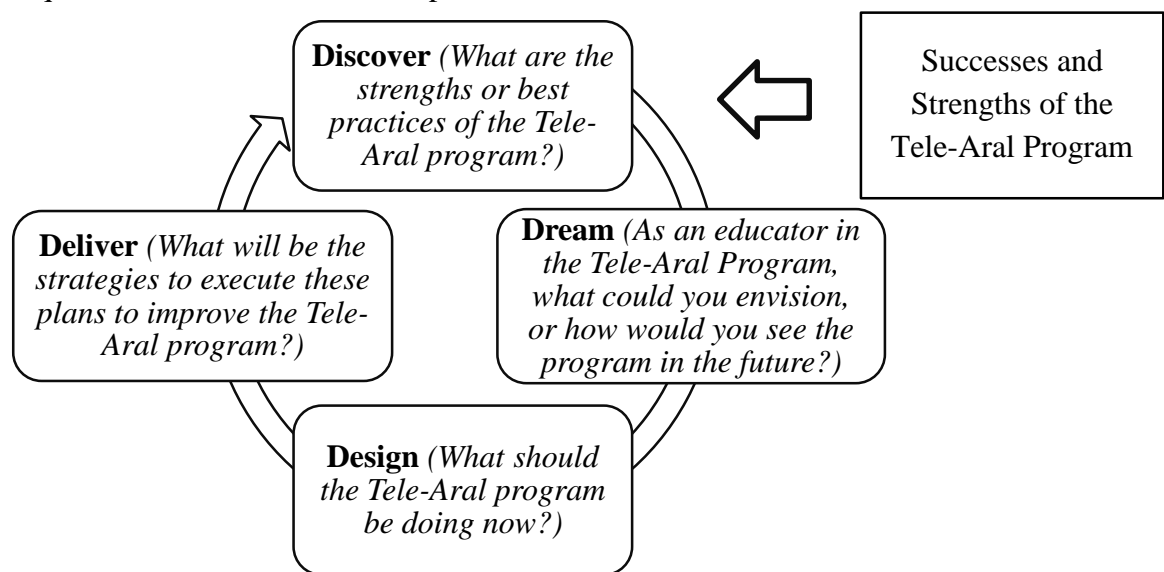 Discover (What are the
strengths or best
practices of the Tele-
Aral program?)
Successes and
Strengths of the
Tele-Aral Program
Dream (As an educator in
the Tele-Aral Program,
what could you envision,
or how would you see the
program in the future?)
Design (What should
the Tele-Aral program
be doing now?)
Deliver (What will be the
strategies to execute these
plans to improve the Tele-
Aral program?)